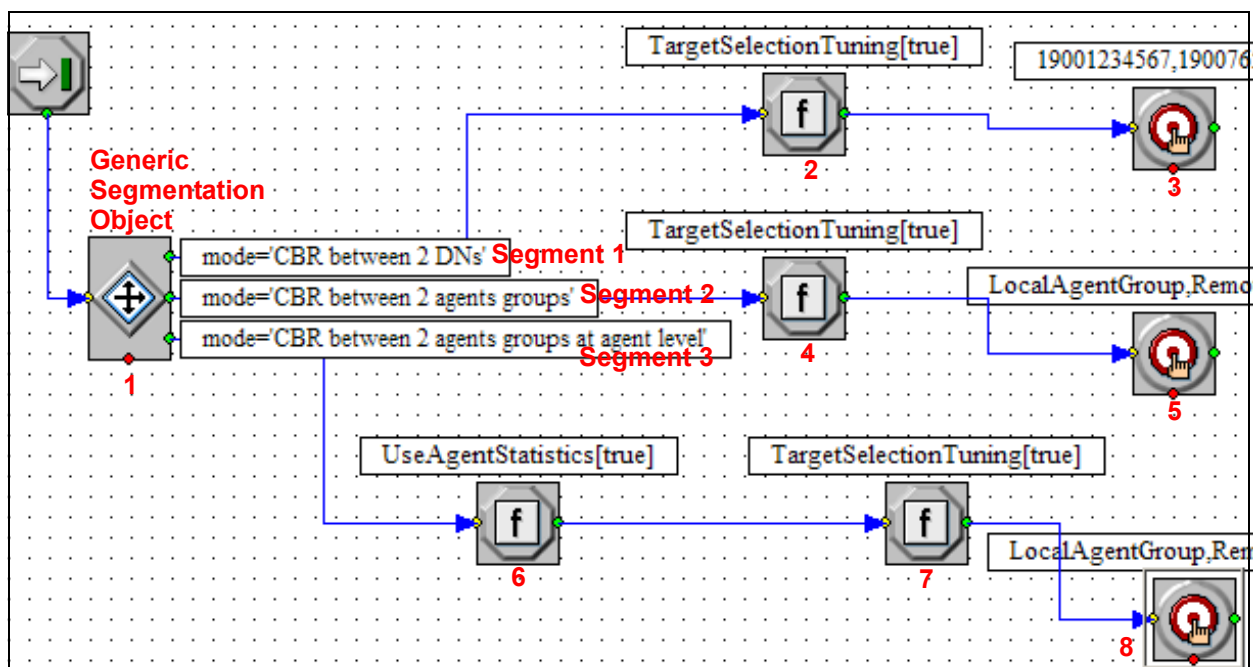 TargetSelectionTuning[true]
19001234567,190076
f
2
3
Generic
Segmentation
Object
mode='CBR between 2 DNs'
Segment 1
TargetSelectionTuning[true]
mode='CBR between 2 agents groups'
Segment 2
f
LocalAgentGroup,Remo
mode='CBR between 2 agents groups at agent level'
Segment 3
1
4
5
UseAgentStatistics[true]
TargetSelectionTuning[true]
f
f
6
7
LocalAgentGroup,Rem
8